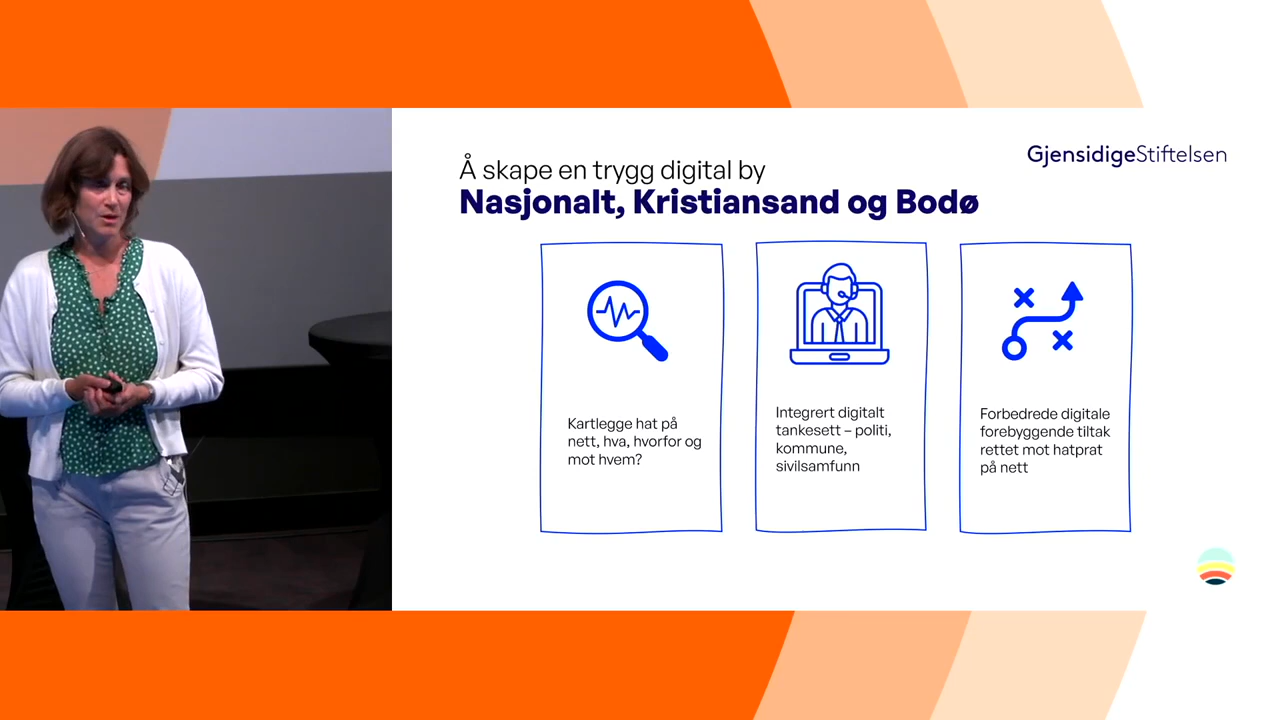 Å skape en trygg digital by
GjensidigeStiftelsen
Nasjonalt, Kristiansand og Bodø
Kartlegge hat på
nett, hva, hvorfor og
mot hvem?
Integrert digitalt
tankesett – politi,
kommune,
sivilsamfunn
Forbedrede digitale
forebyggende tiltak
rettet mot hatprat
på nett